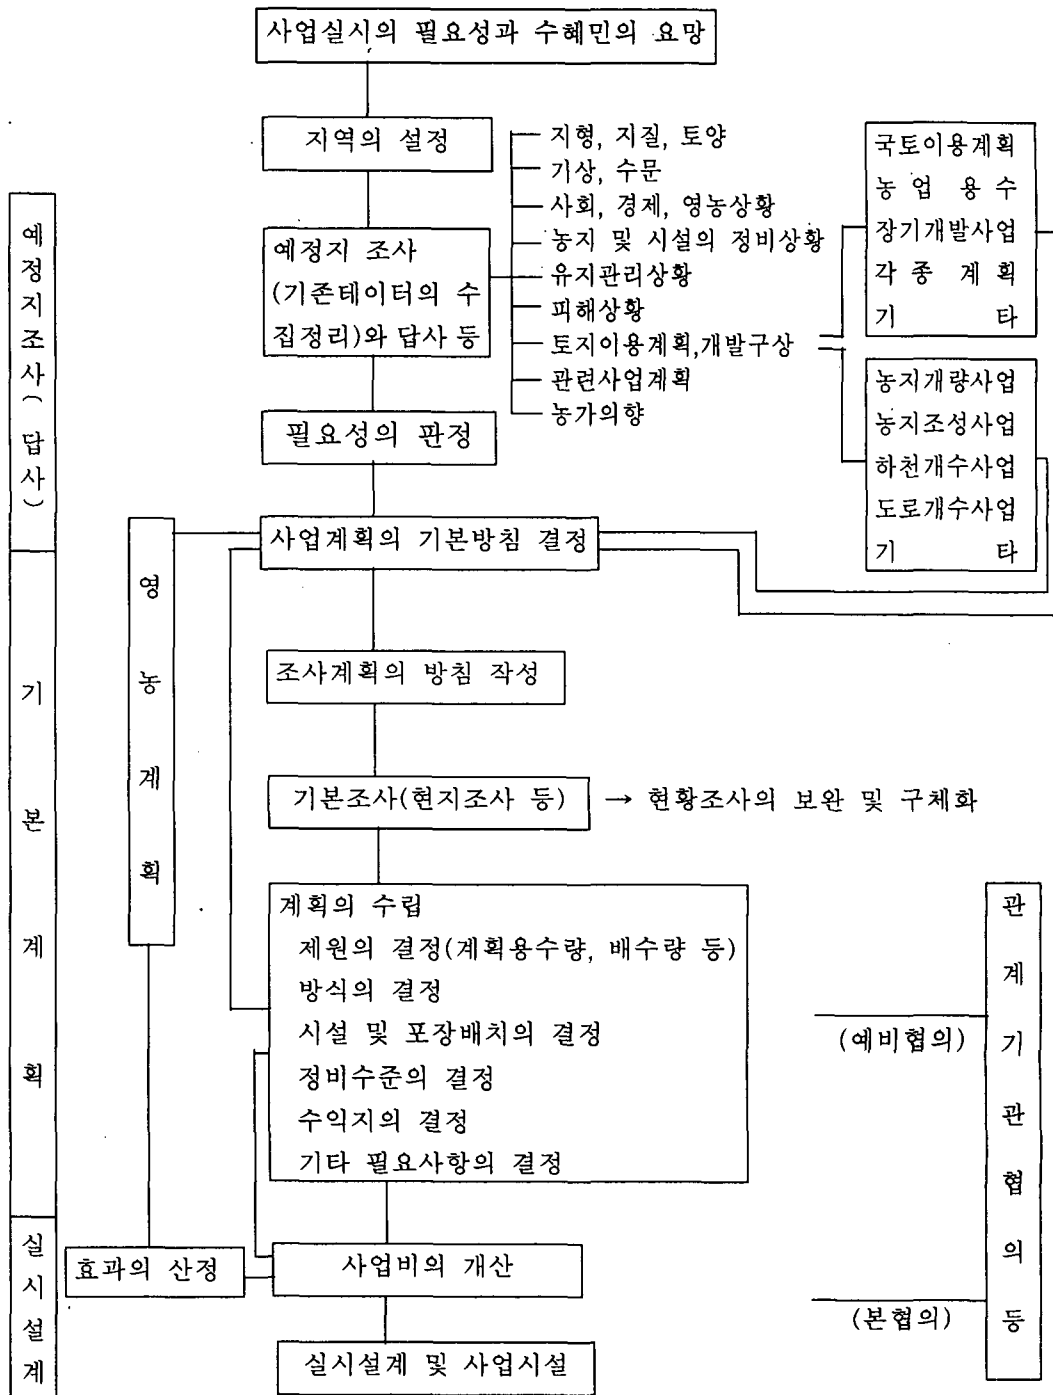 사업실시의 필요성과 수혜민의 요망
지역의 설정
예정지 조사
(기존테이터의 수
집정리)와 답사 등
지형, 지질, 토양
기상, 수문
사회, 경제, 영농상황
농지 및 시설의 정비상황
유지관리상황
피해상황
토지이용계획,개발구상
관련사업계획
농가의향
국토이용계획
농 업 용 수
장기개발사업
각 종 계 획
기 타
농지개량사업
농지조성사업
하천개수사업
도로개수사업
기 타
필요성의 판정
사업계획의 기본방침 결정
조사계획의 방침 작성
기본조사(현지조사 등) → 현황조사의 보완 및 구체화
계획의 수립
제원의 결정(계획용수량, 배수량 등)
방식의 결정
시설 및 포장배치의 결정
정비수준의 결정
수익지의 결정
기타 필요사항의 결정
효과의 산정
사업비의 개산
실시설계 및 사업시설
예정지조사(답사)
기본계획
실시설계
영농계획
(예비협의)
(본협의)
관계기관협의등